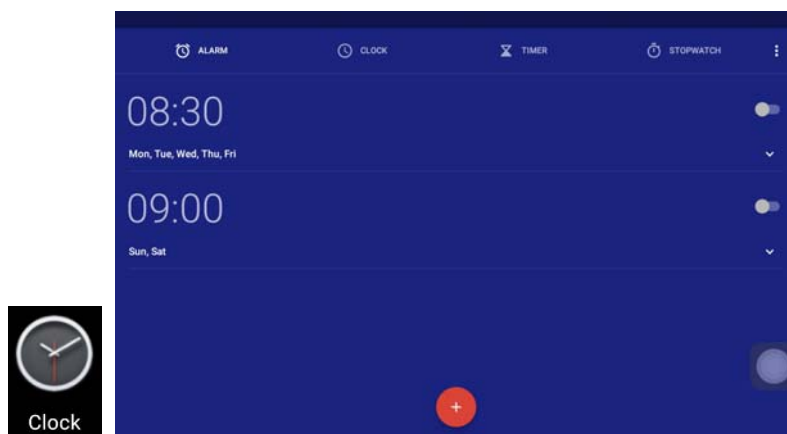 ALARM CLOCK TIMER STOPWATCH
08:30
Mon, Tue, Wed, Thu, Fri
09:00
Sun, Sat
Clock